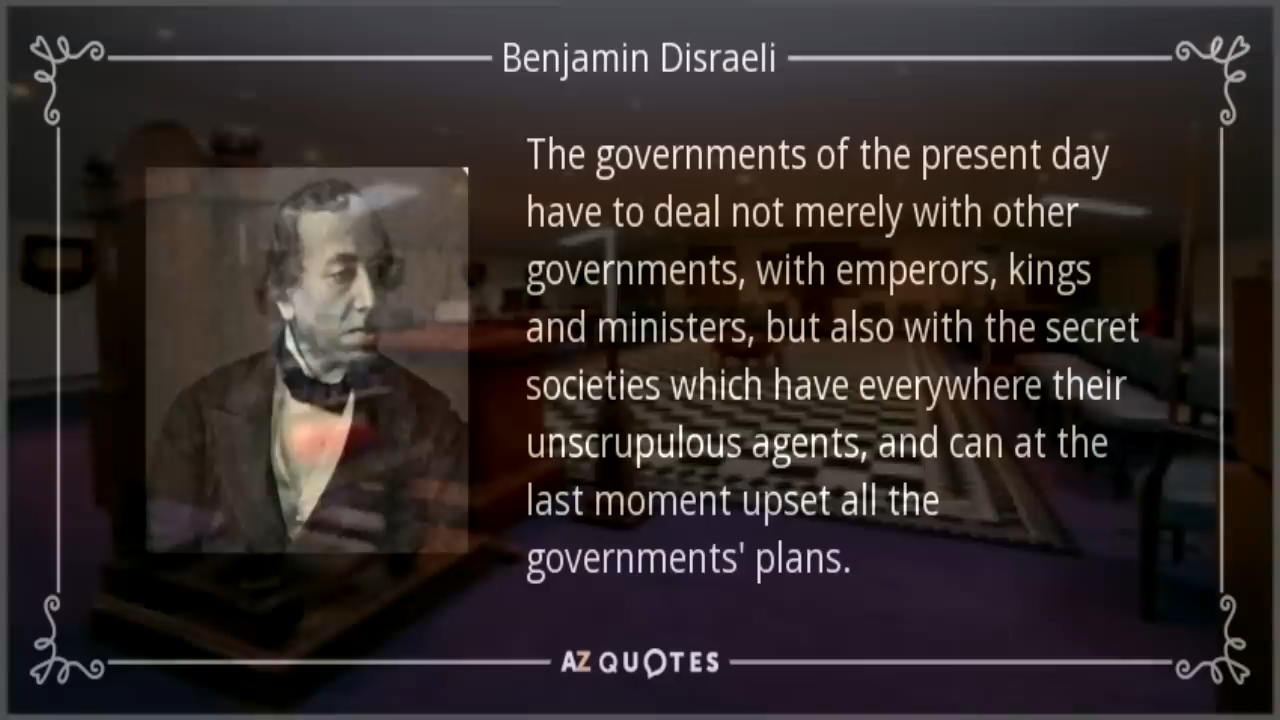 Benjamin Disraeli
The governments of the present day
have to deal not merely with other
governments, with emperors, kings
and ministers, but also with the secret
societies which have everywhere their
unscrupulous agents, and can at the
last moment upset all the
governments' plans.
AZ QUOTES